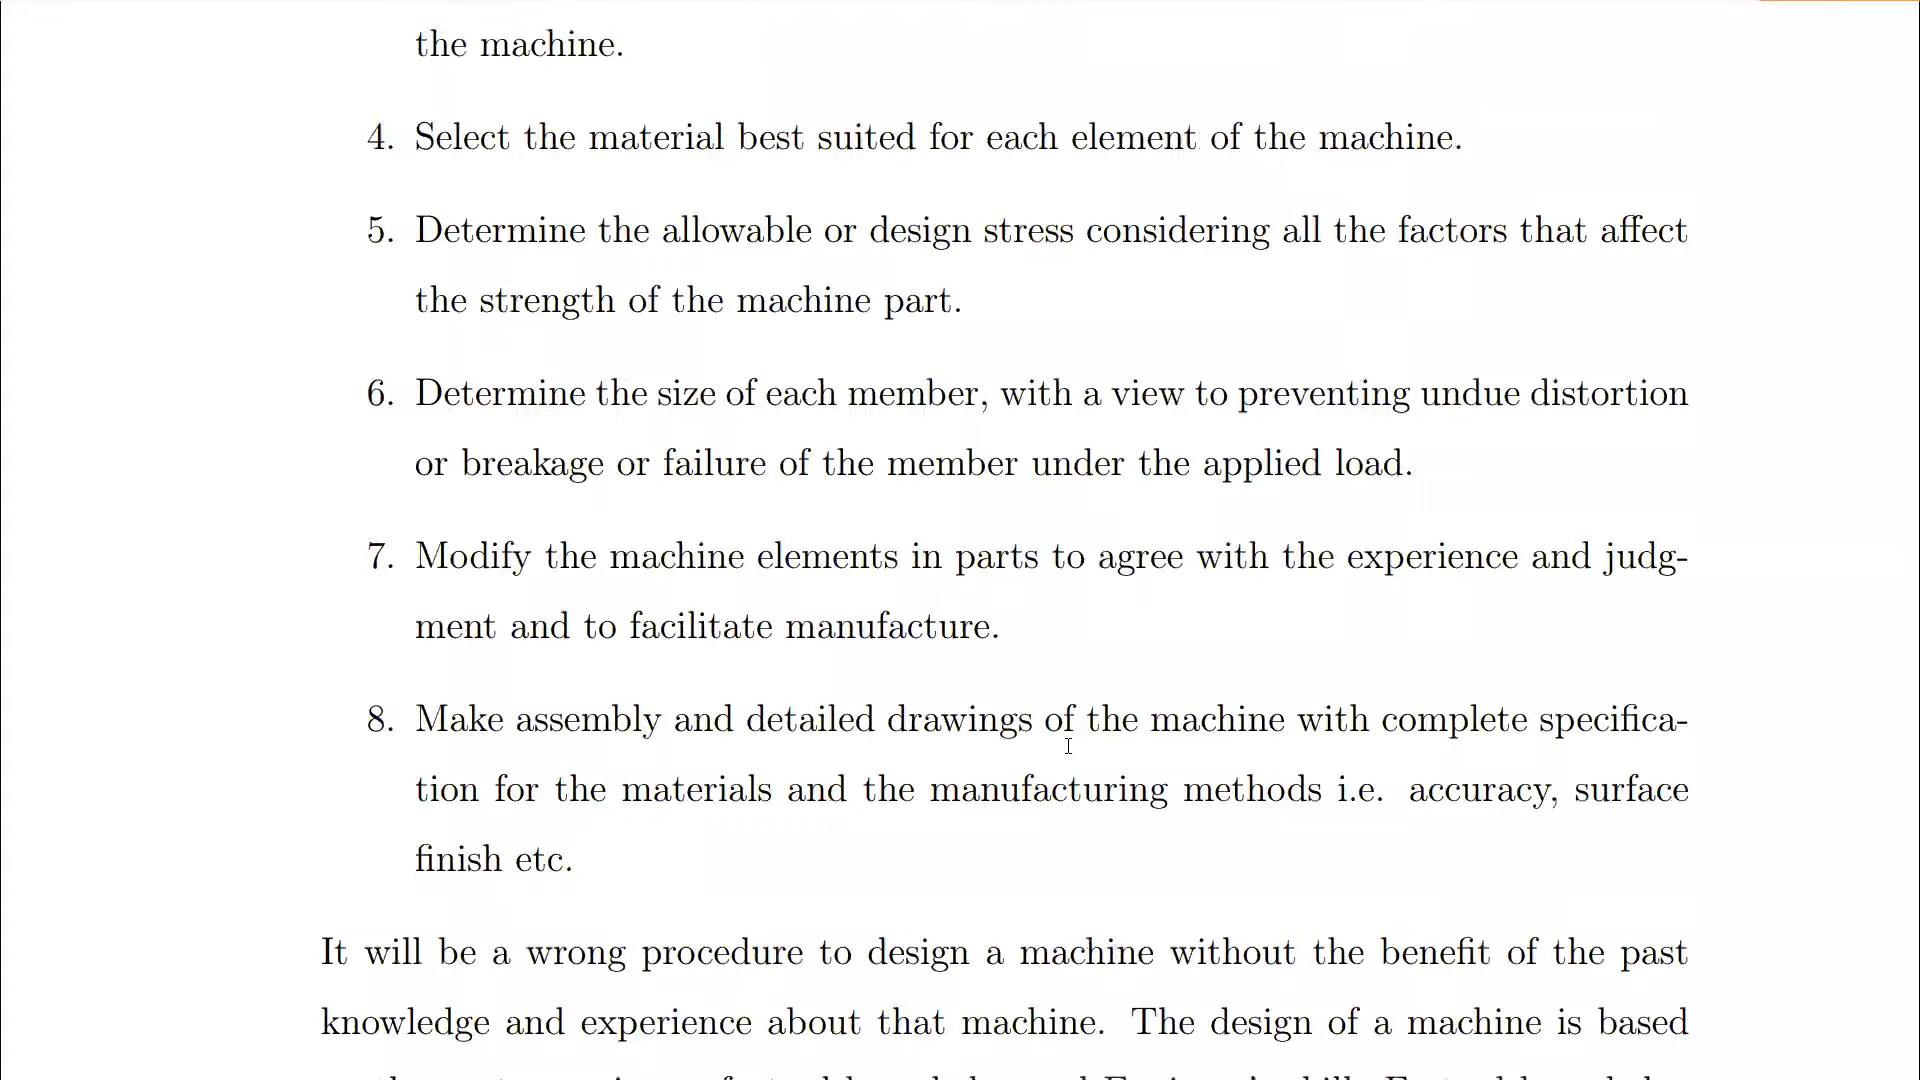 the machine.
4. Select the material best suited for each element of the machine.
5. Determine the allowable or design stress considering all the factors that affect
the strength of the machine part.
6. Determine the size of each member, with a view to preventing undue distortion
or breakage or failure of the member under the applied load.
7. Modify the machine elements in parts to agree with the experience and judg-
ment and to facilitate manufacture.
8. Make assembly and detailed drawings of the machine with complete specifica-
tion for the materials and the manufacturing methods i.e. accuracy, surface
finish etc.
It will be a wrong procedure to design a machine without the benefit of the past
knowledge and experience about that machine. The design of a machine is based